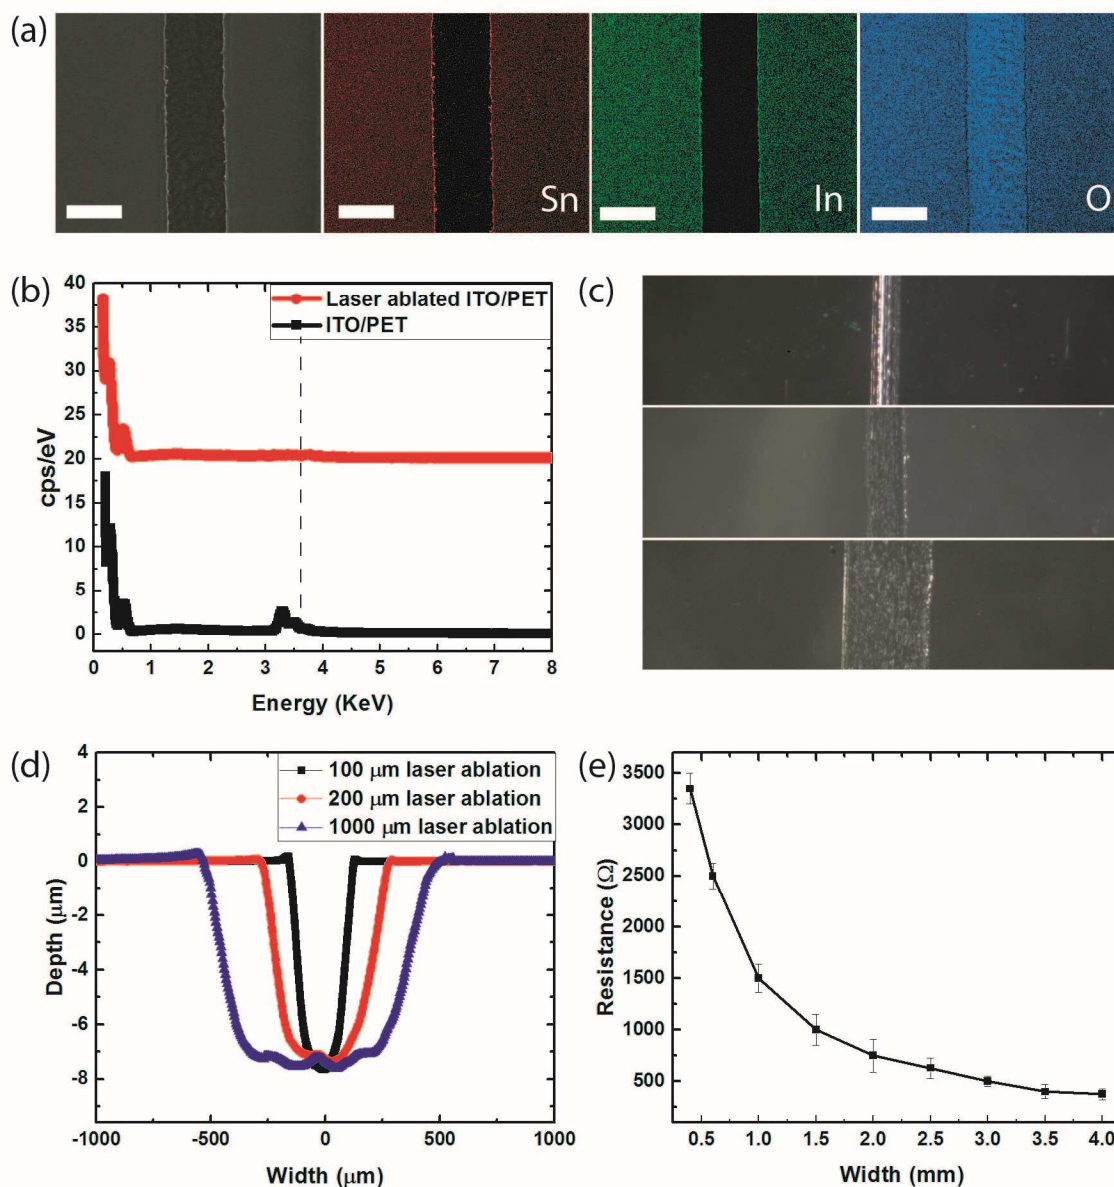 (a)
Sn
In
O
(b)
40
35
30
25
20
15
10
5
0
cps/eV
Laser ablated ITO/PET
ITO/PET
0 1 2 3 4 5 6 7 8
Energy (KeV)
(c)
(d)
4
2
0
-2
-4
-6
-8
Depth (μm)
100 μm laser ablation
200 μm laser ablation
1000 μm laser ablation
-1000 -500 0 500 1000
Width (μm)
(e)
3500
3000
2500
2000
1500
1000
500
Resistance (Ω)
0.5 1.0 1.5 2.0 2.5 3.0 3.5 4.0
Width (mm)